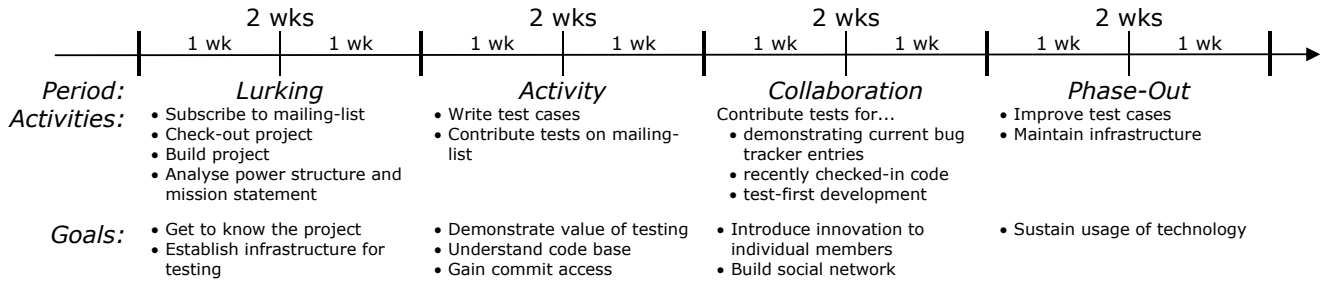 2 wks 2 wks 2 wks 2 wks
1 wk 1 wk 1 wk 1 wk 1 wk 1 wk 1 wk 1 wk
Period: Lurking Activity Collaboration Phase-Out
Activities:
• Subscribe to mailing-list
• Check-out project
• Build project
• Analyse power structure and
mission statement
• Write test cases
• Contribute tests on mailing-
list
Contribute tests for...
• demonstrating current bug
tracker entries
• recently checked-in code
• test-first development
• Improve test cases
• Maintain infrastructure
Goals:
• Get to know the project
• Establish infrastructure for
testing
• Demonstrate value of testing
• Understand code base
• Gain commit access
• Introduce innovation to
individual members
• Build social network
• Sustain usage of technology